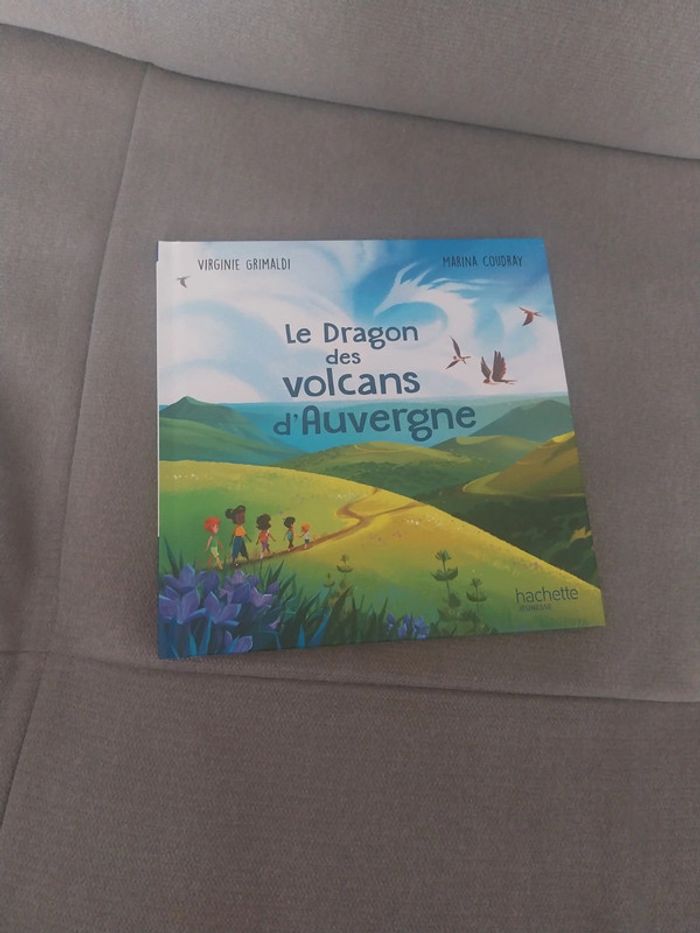 VIRGINIE GRIMALDI
MARINA COUDRAY
Le Dragon
des
volcans
d'Auvergne
hachette
JEUNESSE